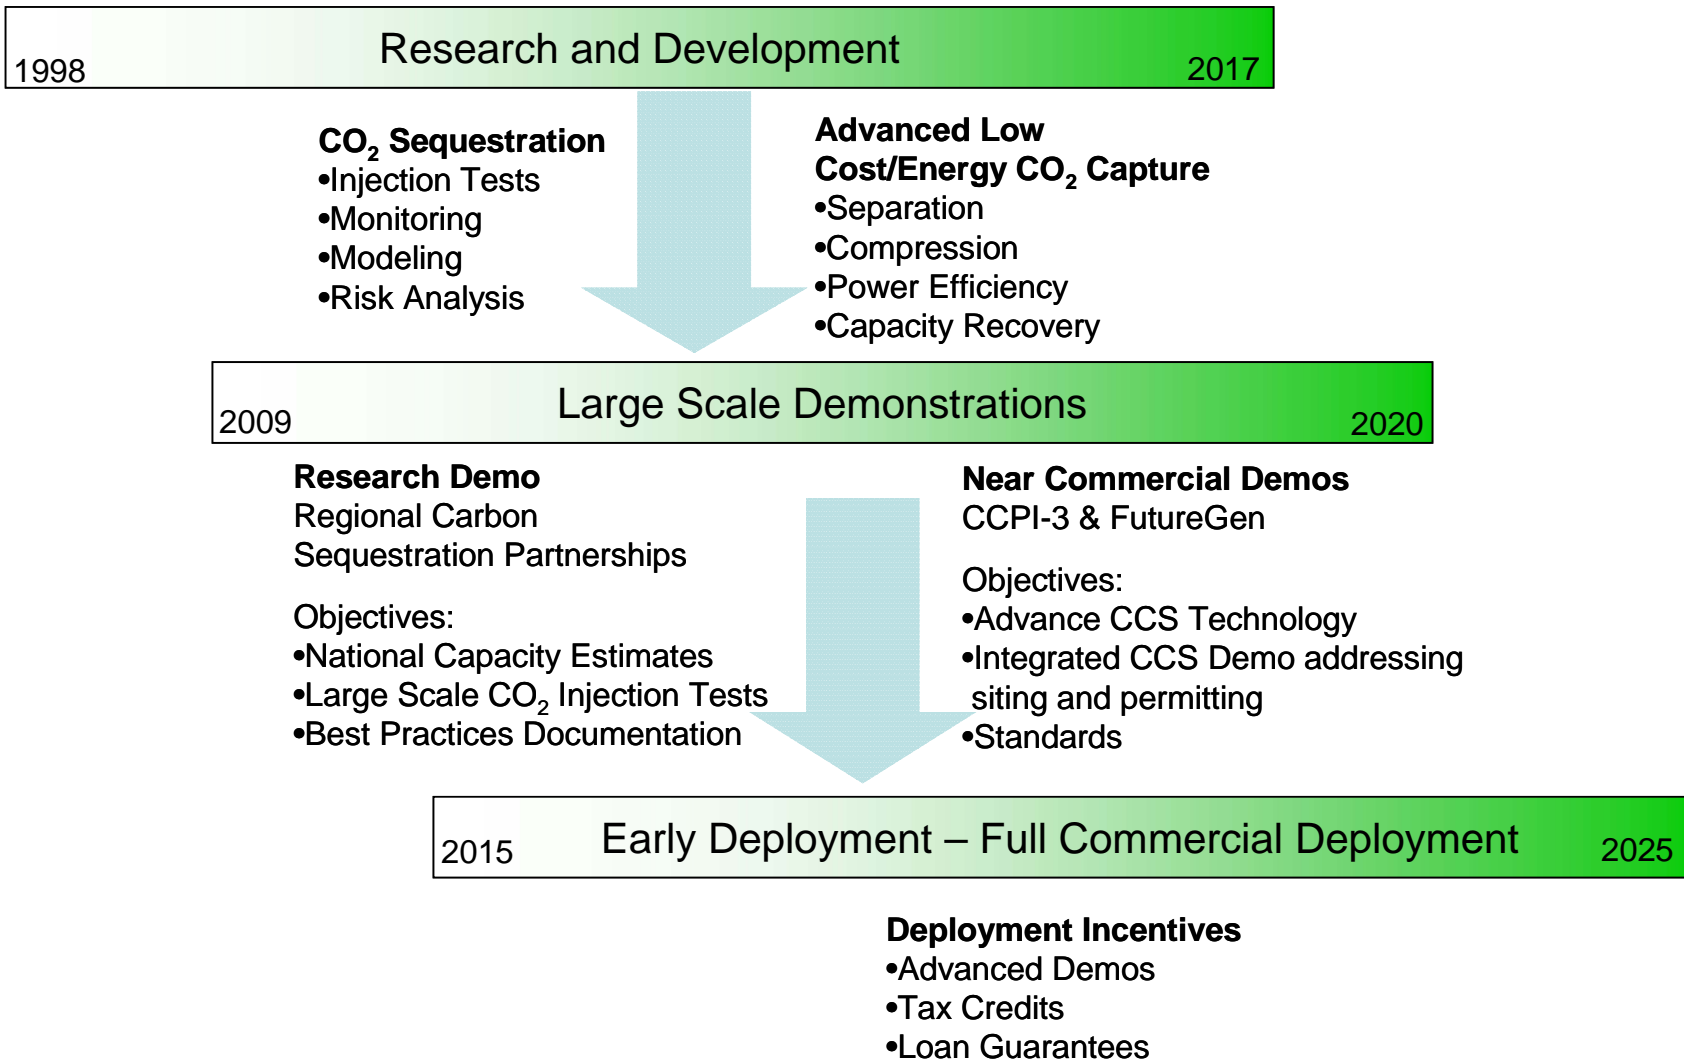 Research and Development
1998
2017
CO₂ Sequestration
•Injection Tests
•Monitoring
•Modeling
•Risk Analysis
Advanced Low
Cost/Energy CO₂ Capture
•Separation
•Compression
•Power Efficiency
•Capacity Recovery
Large Scale Demonstrations
2009
2020
Research Demo
Regional Carbon
Sequestration Partnerships
Objectives:
•National Capacity Estimates
•Large Scale CO₂ Injection Tests
•Best Practices Documentation
Near Commercial Demos
CCPI-3 & FutureGen
Objectives:
•Advance CCS Technology
•Integrated CCS Demo addressing
siting and permitting
•Standards
Early Deployment – Full Commercial Deployment
2015
2025
Deployment Incentives
•Advanced Demos
•Tax Credits
•Loan Guarantees